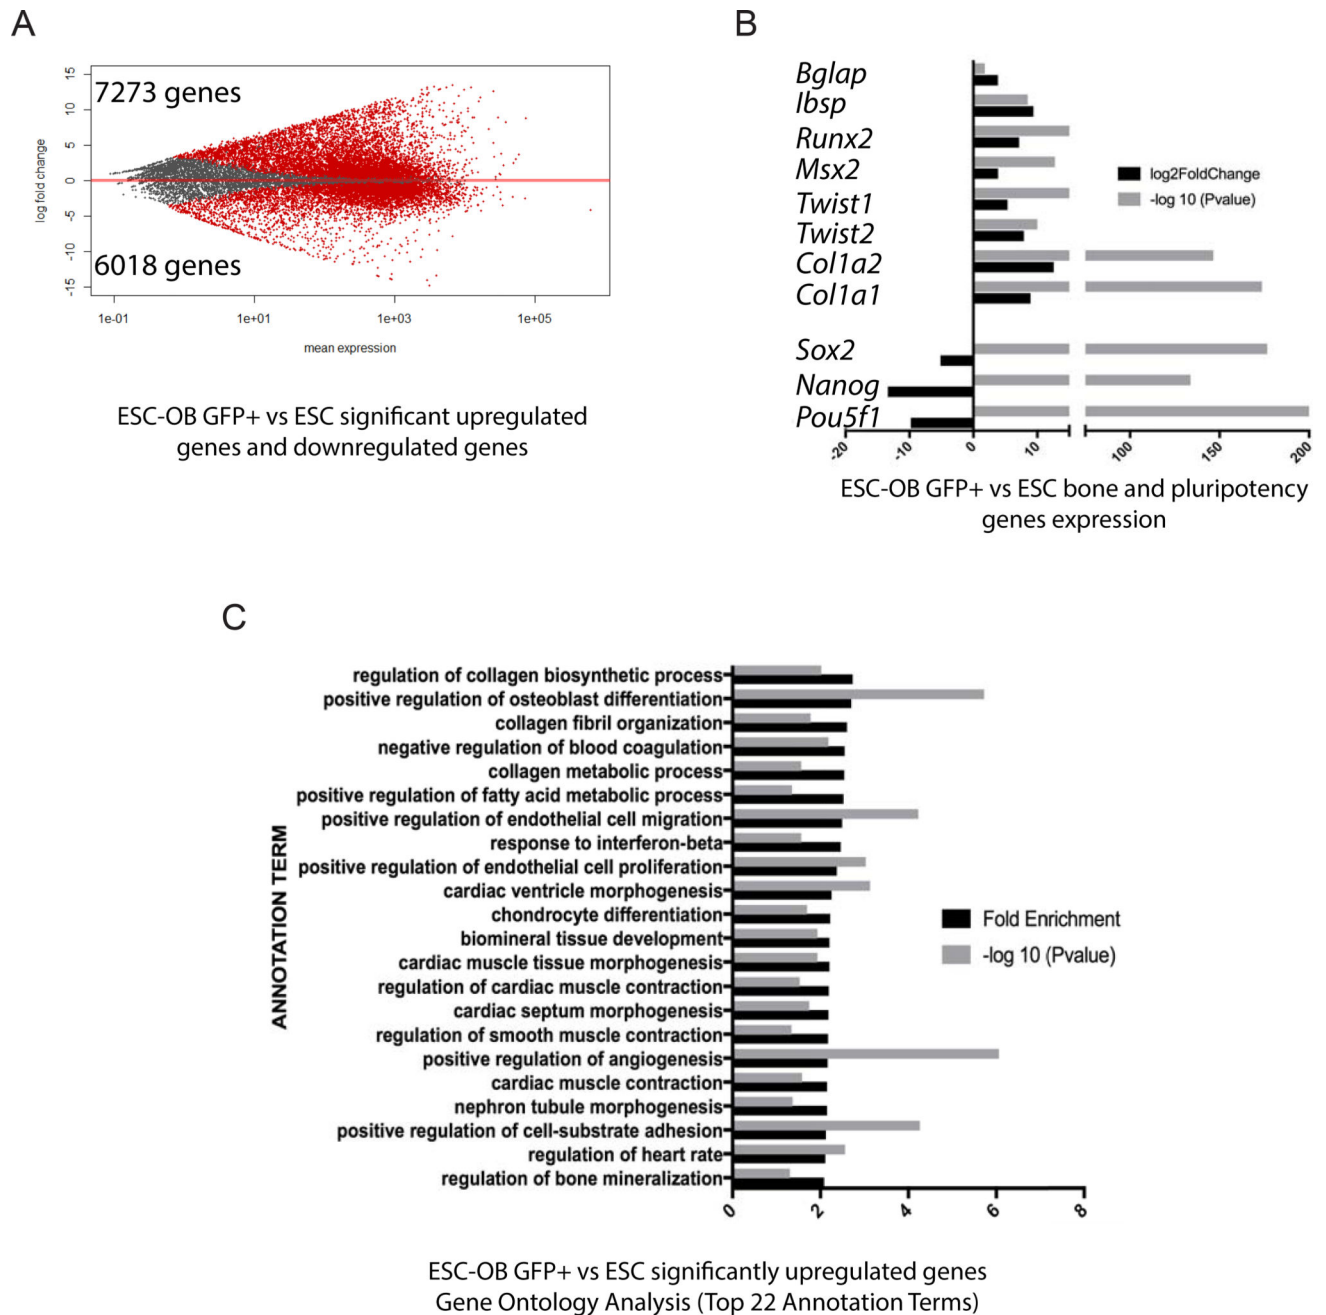 A
7273 genes
6018 genes
log fold change
15
10
5
0
-5
-10
-15
1e-01
1e+01
1e+03
1e+05
mean expression
ESC-OB GFP+ vs ESC significant upregulated
genes and downregulated genes
B
Bglap
Ibsp
Runx2
Msx2
Twist1
Twist2
Col1a2
Col1a1
Sox2
Nanog
Pou5f1
log2FoldChange
-log 10 (Pvalue)
-20
-10
0
10
100
150
200
ESC-OB GFP+ vs ESC bone and pluripotency
genes expression
C
ANNOTATION TERM
regulation of collagen biosynthetic process
positive regulation of osteoblast differentiation
collagen fibril organization
negative regulation of blood coagulation
collagen metabolic process
positive regulation of fatty acid metabolic process
positive regulation of endothelial cell migration
response to interferon-beta
positive regulation of endothelial cell proliferation
cardiac ventricle morphogenesis
chondrocyte differentiation
biomineral tissue development
cardiac muscle tissue morphogenesis
regulation of cardiac muscle contraction
cardiac septum morphogenesis
regulation of smooth muscle contraction
positive regulation of angiogenesis
cardiac muscle contraction
nephron tubule morphogenesis
positive regulation of cell-substrate adhesion
regulation of heart rate
regulation of bone mineralization
Fold Enrichment
-log 10 (Pvalue)
0
2
4
6
8
ESC-OB GFP+ vs ESC significantly upregulated genes
Gene Ontology Analysis (Top 22 Annotation Terms)